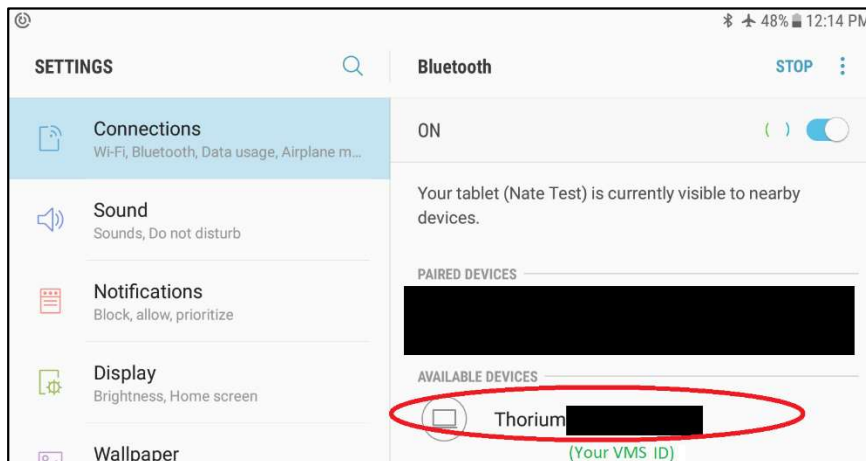 48% 12:14 PM
SETTINGS
Connections
Wi-Fi, Bluetooth, Data usage, Airplane m...
Sound
Sounds, Do not disturb
Notifications
Block, allow, prioritize
Display
Brightness, Home screen
Wallpaper
Bluetooth
STOP
ON
Your tablet (Nate Test) is currently visible to nearby
devices.
PAIRED DEVICES
AVAILABLE DEVICES
Thorium
(Your VMS ID)